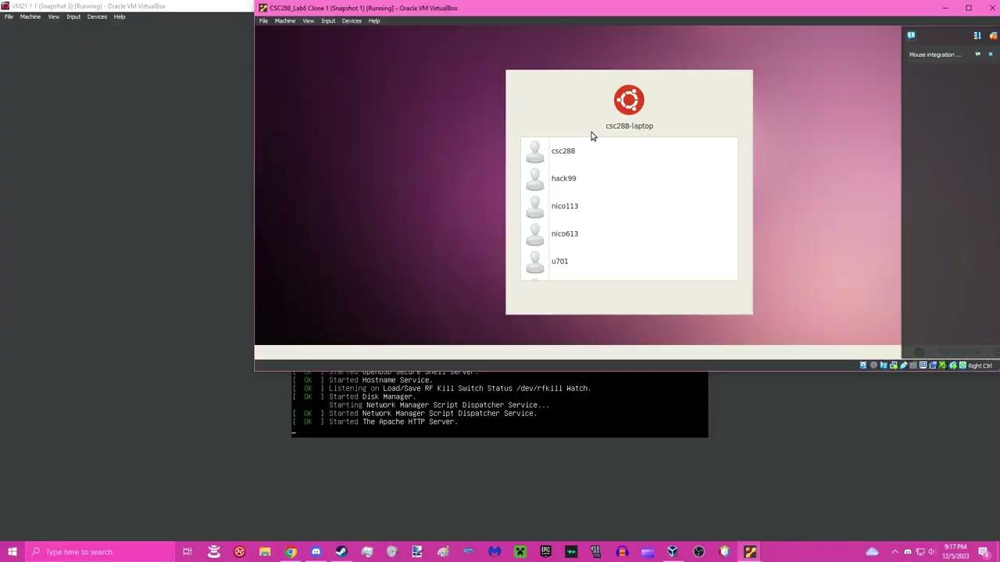 VM21 1 1 (Snapshot 5) [Running] - Oracle VM VirtualBox
File Machine View Input Devices Help
CSC288_Lab6 Clone 1 (Snapshot 1) [Running] - Oracle VM VirtualBox
File Machine View Input Devices Help
Mouse integration ...
csc288-laptop
csc288
hack99
nico113
nico613
u701
Right Ctrl
[ OK ] Started OpenBSD Secure Shell server.
[ OK ] Started Hostname Service.
[ OK ] Listening on Load/Save RF Kill Switch Status /dev/rfkill Watch.
[ OK ] Started Disk Manager.
Starting Network Manager Script Dispatcher Service...
[ OK ] Started Network Manager Script Dispatcher Service.
[ OK ] Started The Apache HTTP Server.
Type here to search
EPIC
9:17 PM
12/5/2023